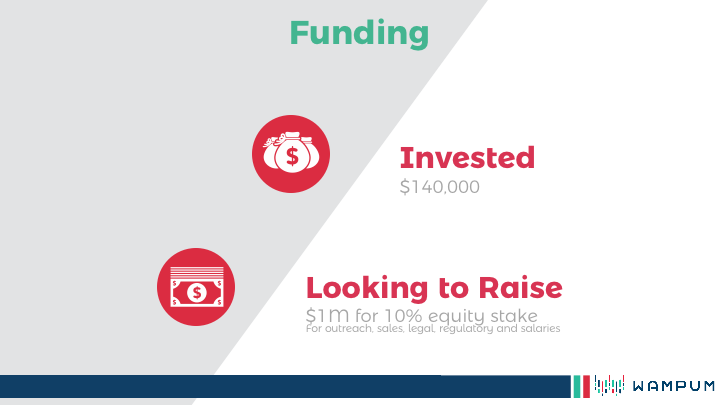 Funding
Invested
$140,000
Looking to Raise
$1M for 10% equity stake
For outreach, sales, legal, regulatory and salaries
WAMPUM